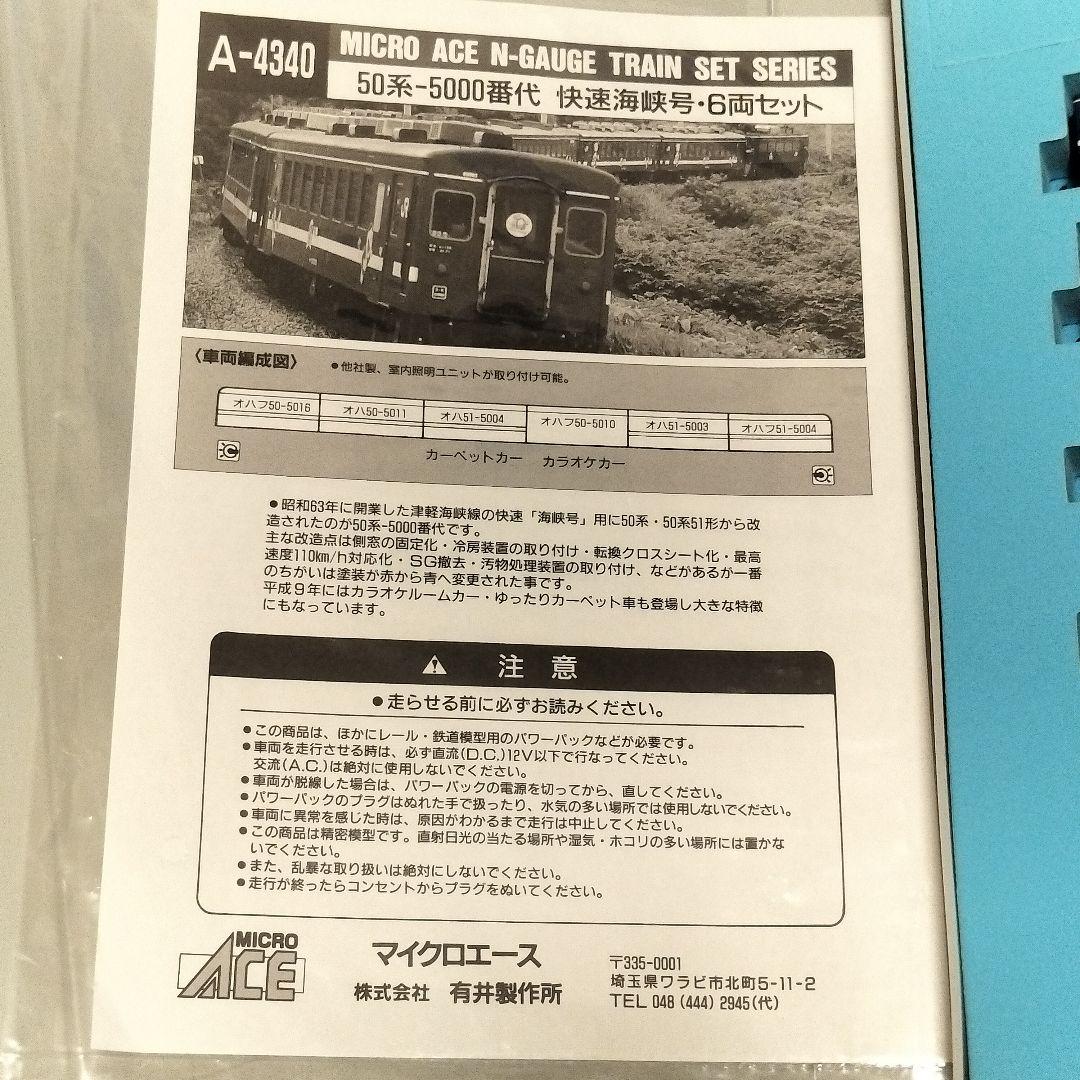 A-4340
MICRO ACE N-GAUGE TRAIN SET SERIES
50系-5000番代 快速海峡号・6両セット
〈車両編成図〉
●他社製、室内照明ユニットが取り付け可能。
オハフ50-5016 オハ50-5011 オハ51-5004 オハフ50-5010 オハ51-5003 オハフ51-5004
カーペットカー カラオケカー
●昭和63年に開業した津軽海峡線の快速「海峡号」用に50系・50系51形から改
造されたのが50系-5000番代です。
主な改造点は側窓の固定化・冷房装置の取り付け・転換クロスシート化・最高
速度110km/h対応化・SG撤去・汚物処理装置の取り付け、などがあるが一番
のちがいは塗装が赤から青へ変更された事です。
平成9年にはカラオケルームカー・ゆったりカーペット車も登場し大きな特徴
にもなっています。
注意
●走らせる前に必ずお読みください。
●この商品は、ほかにレール・鉄道模型用のパワーパックなどが必要です。
●車両を走行させる時は、必ず直流(D.C.)12V以下で行なってください。
交流(A.C.)は絶対に使用しないでください。
●車両が脱線した場合は、パワーパックの電源を切ってから、直してください。
●パワーパックのプラグはぬれた手で扱ったり、水気の多い場所では使用しないでください。
●車両に異常を感じた時は、原因がわかるまで走行は中止してください。
●この商品は精密模型です。直射日光の当たる場所や湿気・ホコリの多い場所には置かな
いでください。
●また、乱暴な取り扱いは絶対にしないでください。
●走行が終ったらコンセントからプラグをぬいてください。
MICRO
ACE
マイクロエース
株式会社 有井製作所
〒335-0001
埼玉県ワラビ市北町5-11-2
TEL 048 (444) 2945(代)